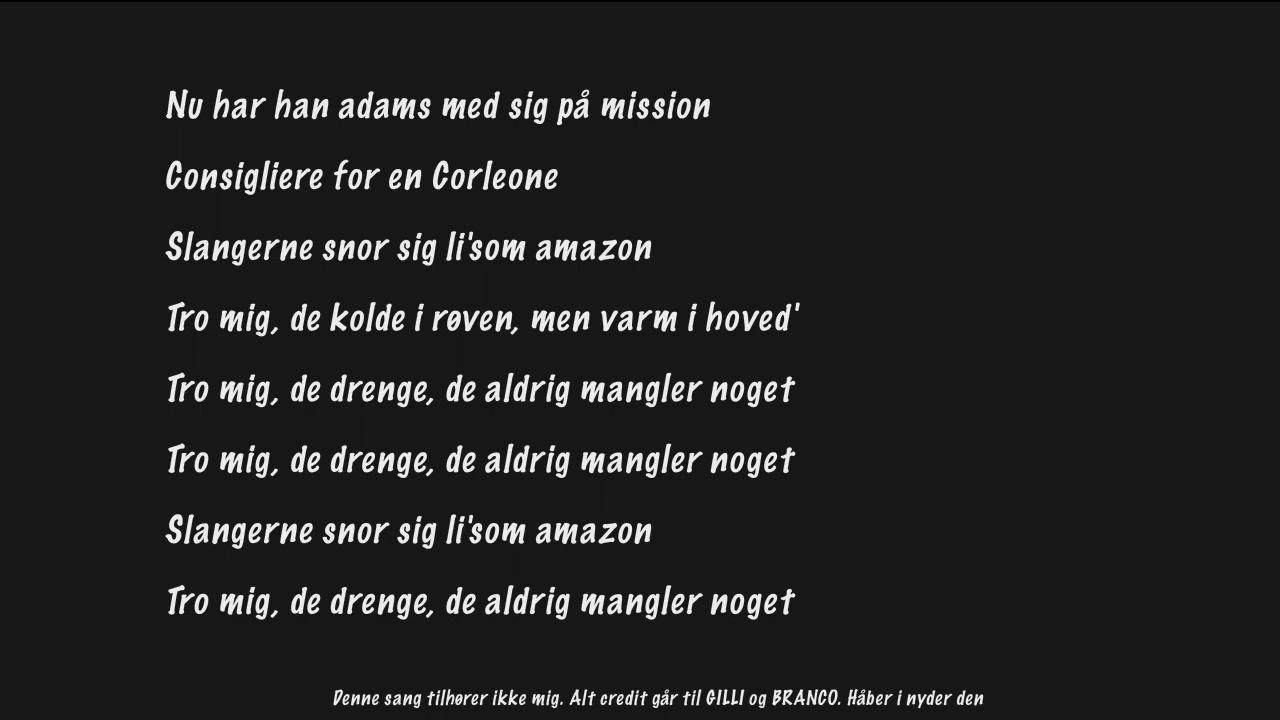 Nu har han adams med sig på mission
Consigliere for en Corleone
Slangerne snor sig li'som amazon
Tro mig, de kolde i røven, men varm i hoved'
Tro mig, de drenge, de aldrig mangler noget
Tro mig, de drenge, de aldrig mangler noget
Slangerne snor sig li'som amazon
Tro mig, de drenge, de aldrig mangler noget
Denne sang tilhører ikke mig. Alt credit går til GILLI og BRANCO. Håber i nyder den